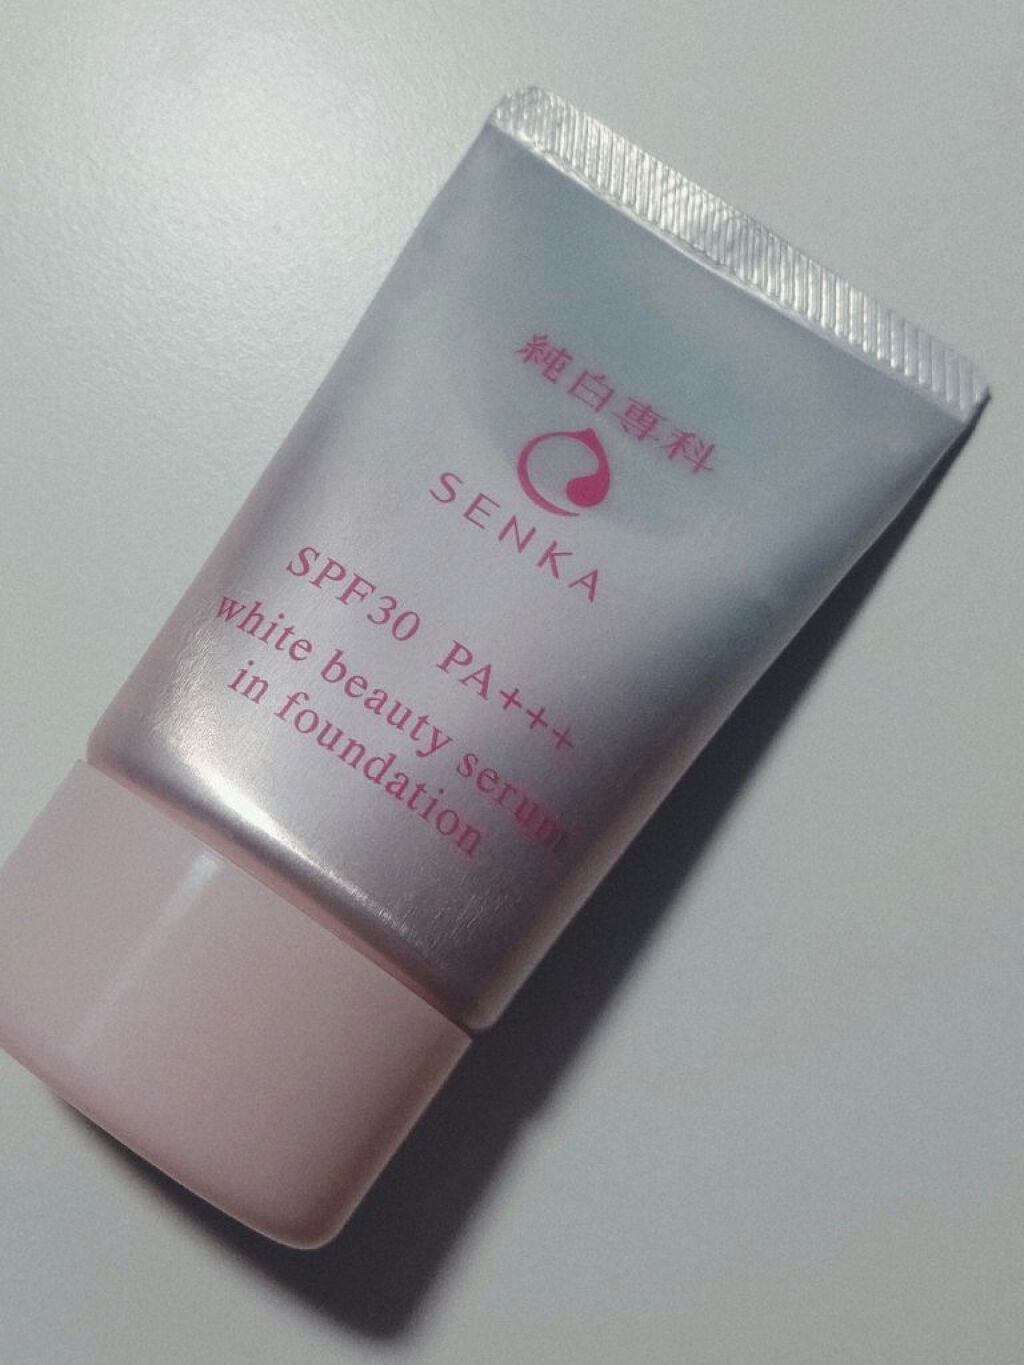 純白専科
SENKA
SPF30 PA+++
white beauty serum
in foundation